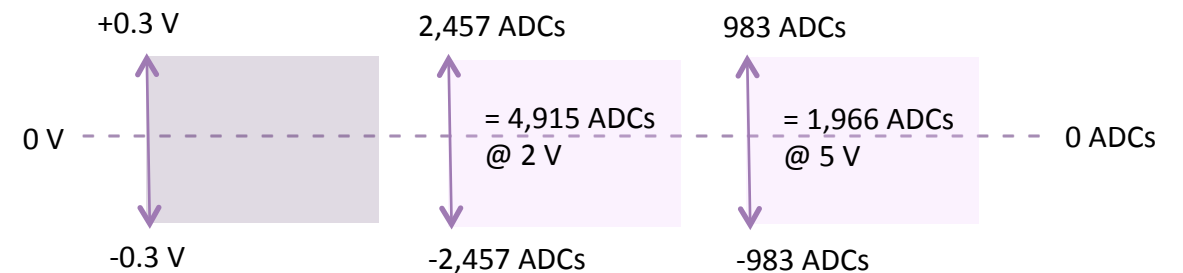 +0.3 V
2,457 ADCs
983 ADCs
= 4,915 ADCs
@ 2 V
= 1,966 ADCs
@ 5 V
0 V
0 ADCs
-0.3 V
-2,457 ADCs
-983 ADCs